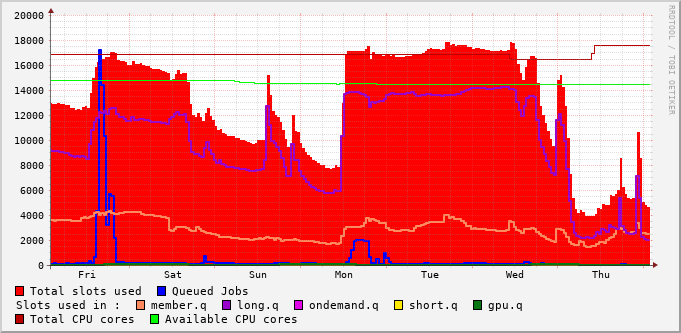 20000
18000
16000
14000
12000
10000
8000
6000
4000
2000
0
Fri Sat Sun Mon Tue Wed Thu
RRDTOOL / TOBI OETIKER
Total slots used Queued Jobs
Slots used in : member.q long.q ondemand.q short.q gpu.q
Total CPU cores Available CPU cores